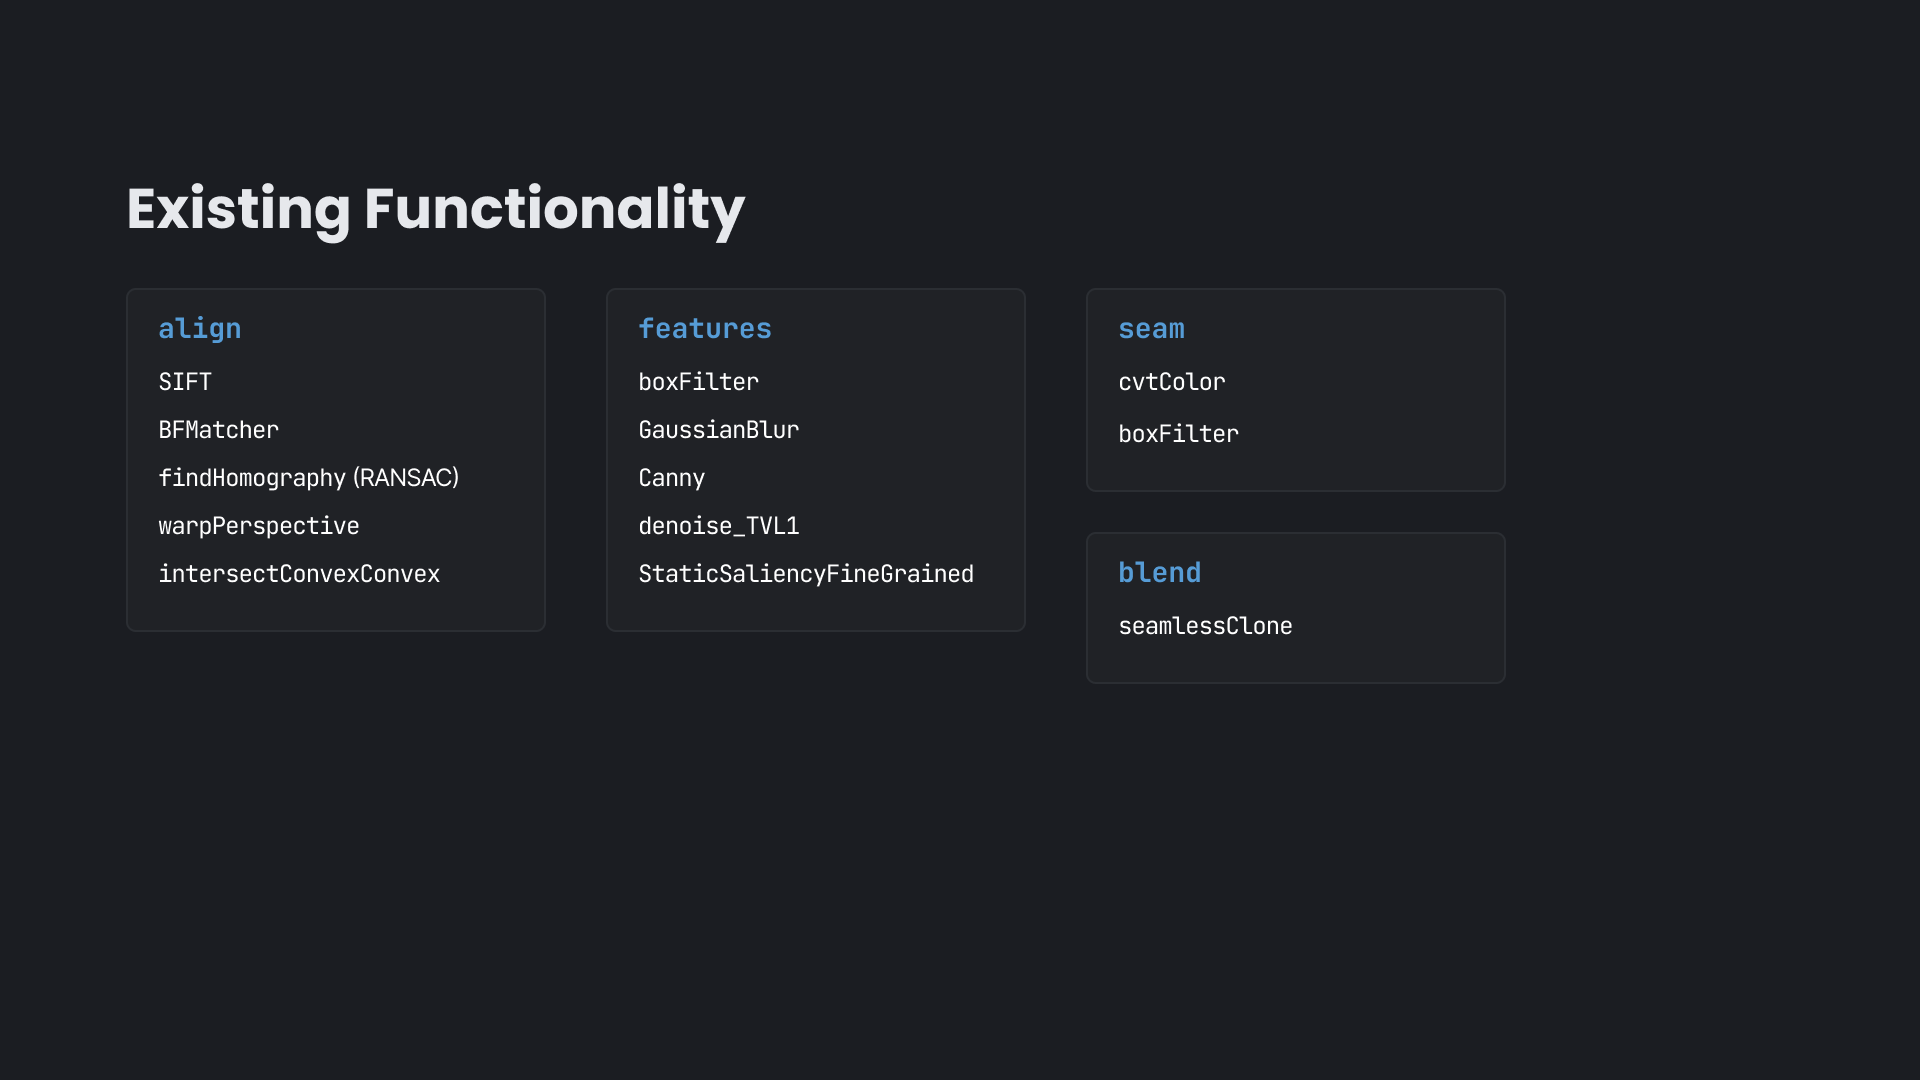 Existing Functionality
align
SIFT
BFMatcher
findHomography (RANSAC)
warpPerspective
intersectConvexConvex
features
boxFilter
GaussianBlur
Canny
denoise_TVL1
StaticSaliencyFineGrained
seam
cvtColor
boxFilter
blend
seamlessClone